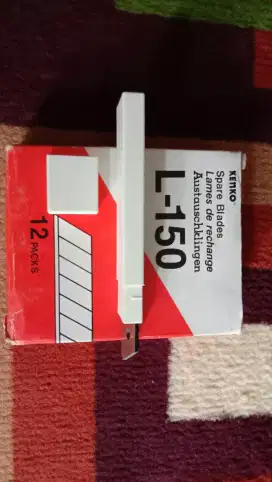 KENKO
Spare Blades
Lames de rechange
Austauschklingen
L-150
12 PACKS